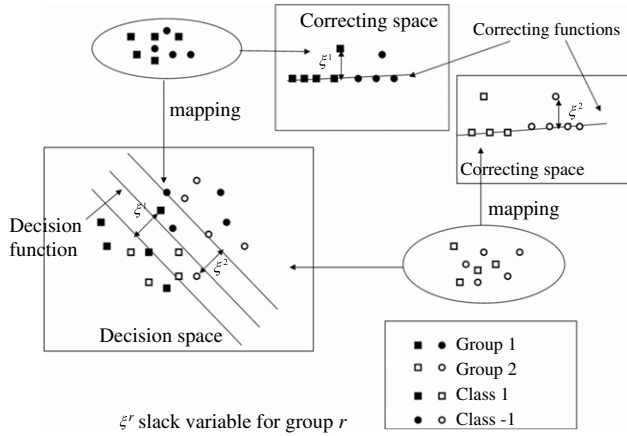 Correcting space
Correcting functions
ξ¹
mapping
ξ²
Correcting space
mapping
Decision
function
ξ¹
ξ²
Decision space
Group 1
Group 2
Class 1
Class -1
ξʳ slack variable for group r